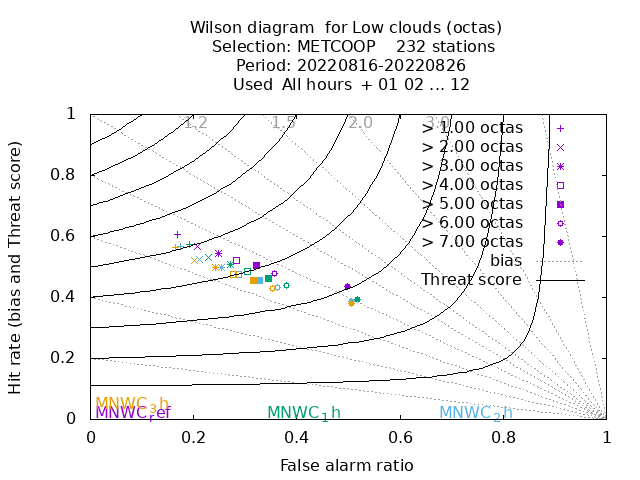 Wilson diagram  for Low clouds (octas)
Selection: METCOOP    232 stations
Period: 20220816-20220826
Used  All hours  + 01 02 ... 12
Hit rate (bias and Threat score)
1
0.8
0.6
0.4
0.2
0
1.2
1.5
2.0
3.0
> 1.00 octas
> 2.00 octas
> 3.00 octas
> 4.00 octas
> 5.00 octas
> 6.00 octas
> 7.00 octas
bias
Threat score
MNWC_3h
MNWC_ref
MNWC_1h
MNWC_2h
0
0.2
0.4
0.6
0.8
1
False alarm ratio